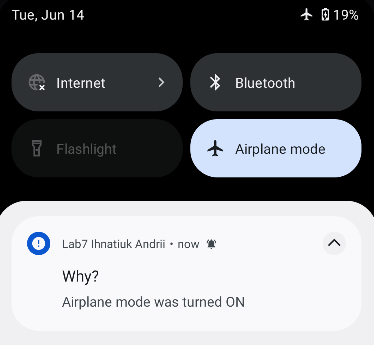 Tue, Jun 14 19%
Internet Bluetooth
Flashlight Airplane mode
Lab7 Ihnatiuk Andrii • now
Why?
Airplane mode was turned ON